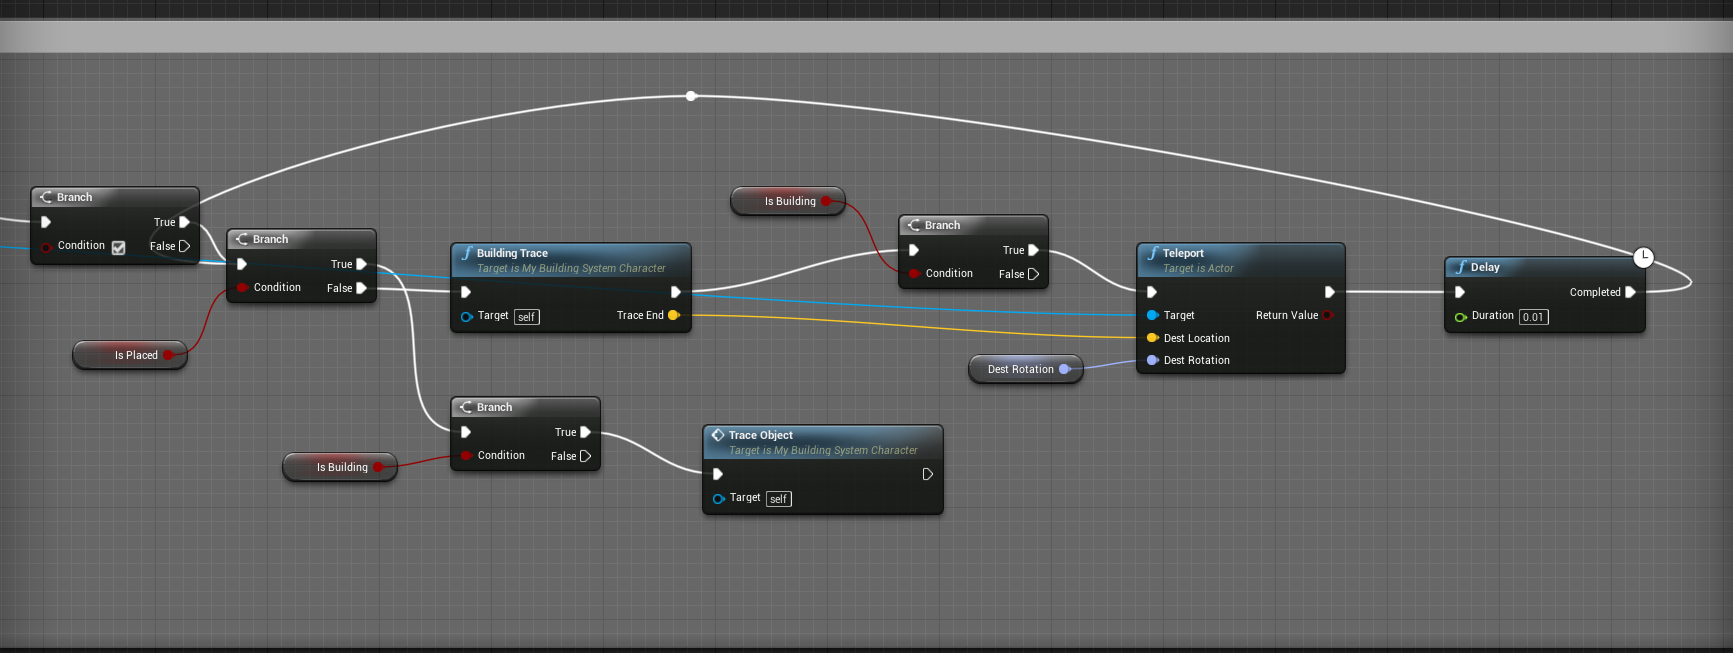 Branch
True
Condition
False
Branch
True
Condition
False
Is Placed
Building Trace
Target is My Building System Character
Target self
Trace End
Is Building
Branch
True
Condition
False
Teleport
Target is Actor
Target
Return Value
Dest Location
Dest Rotation
Dest Rotation
Delay
Completed
Duration 0.01
Branch
True
Condition
False
Is Building
Trace Object
Target is My Building System Character
Target self